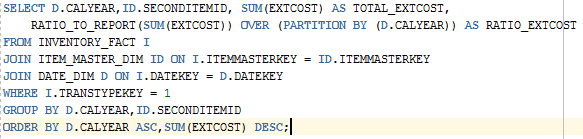 SELECT D.CALYEAR,ID.SECONDITEMID, SUM(EXTCOST) AS TOTAL_EXTCOST,
RATIO_TO_REPORT(SUM(EXTCOST)) OVER (PARTITION BY (D.CALYEAR)) AS RATIO_EXTCOST
FROM INVENTORY_FACT I
JOIN ITEM_MASTER_DIM ID ON I.ITEMMASTERKEY = ID.ITEMMASTERKEY
JOIN DATE_DIM D ON I.DATEKEY = D.DATEKEY
WHERE I.TRANSTYPEKEY = 1
GROUP BY D.CALYEAR,ID.SECONDITEMID
ORDER BY D.CALYEAR ASC,SUM(EXTCOST) DESC;